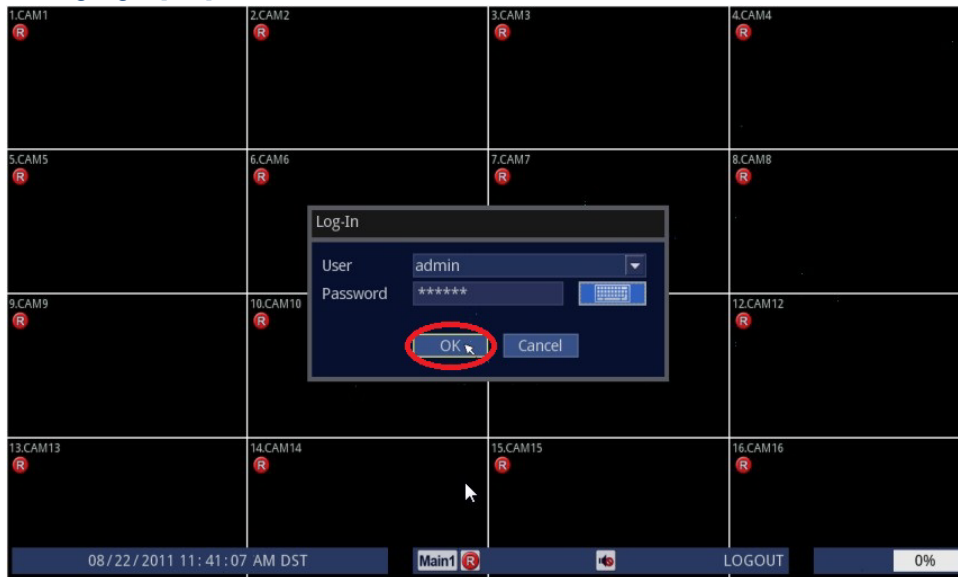 1.CAM1 2.CAM2 3.CAM3 4.CAM4
R R R R
5.CAM5 6.CAM6 7.CAM7 8.CAM8
R R R R
Log-In
User admin
Password ******
9.CAM9 10.CAM10 12.CAM12
R R R
OK Cancel
13.CAM13 14.CAM14 15.CAM15 16.CAM16
R R R R
08/22/2011 11:41:07 AM DST Main1 R LOGOUT 0%